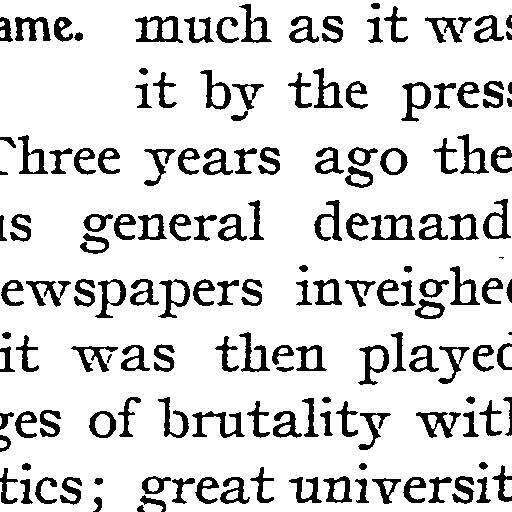 ame. much as it was
it by the press
Three years ago the
us general demand
ewspapers inveighed
it was then played
ges of brutality with
tics; great universit